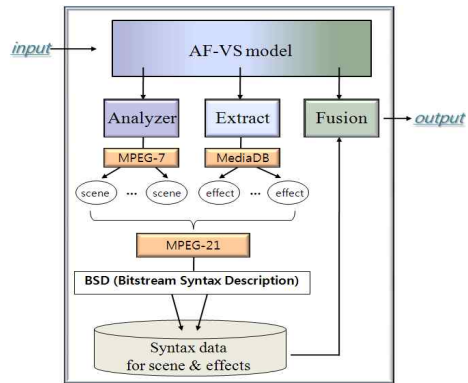 input
AF-VS model
Analyzer
Extract
Fusion
output
MPEG-7
MediaDB
scene
...
scene
effect
...
effect
MPEG-21
BSD (Bitstream Syntax Description)
Syntax data
for scene & effects